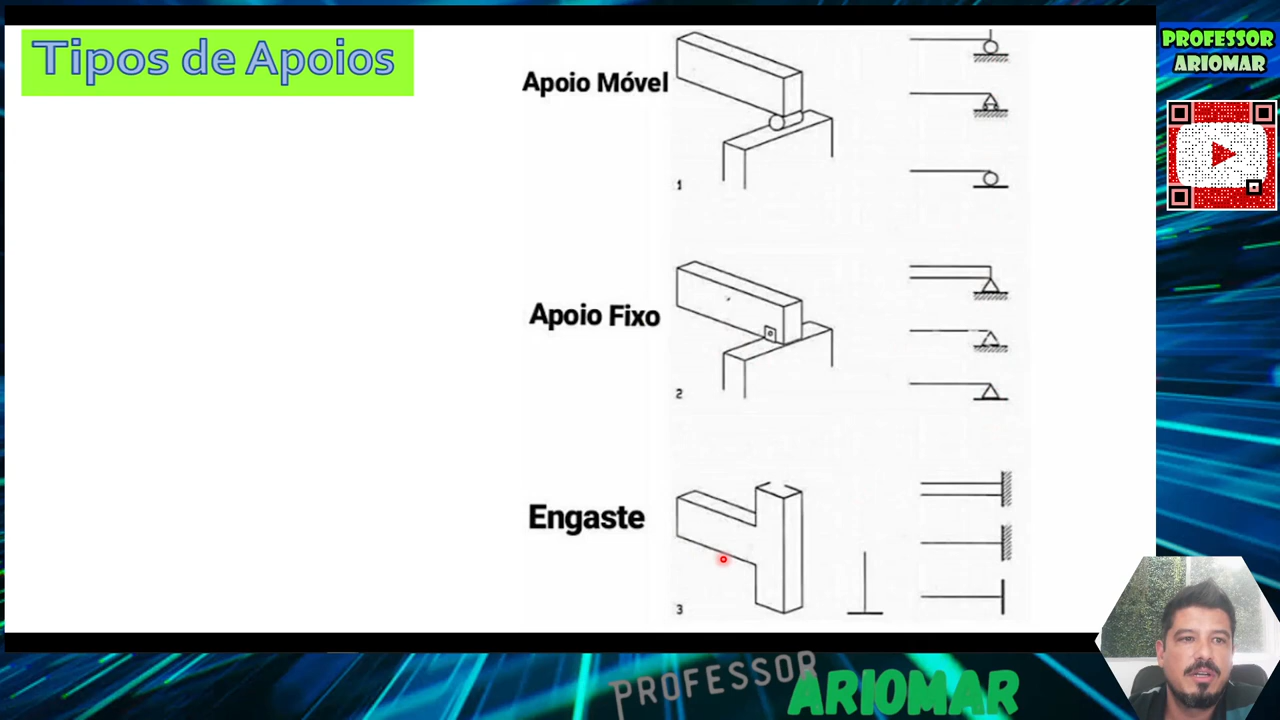 Tipos de Apoios
Apoio Móvel
1
Apoio Fixo
2
Engaste
3
PROFESSOR
ARIOMAR
PROFESSOR
ARIOMAR